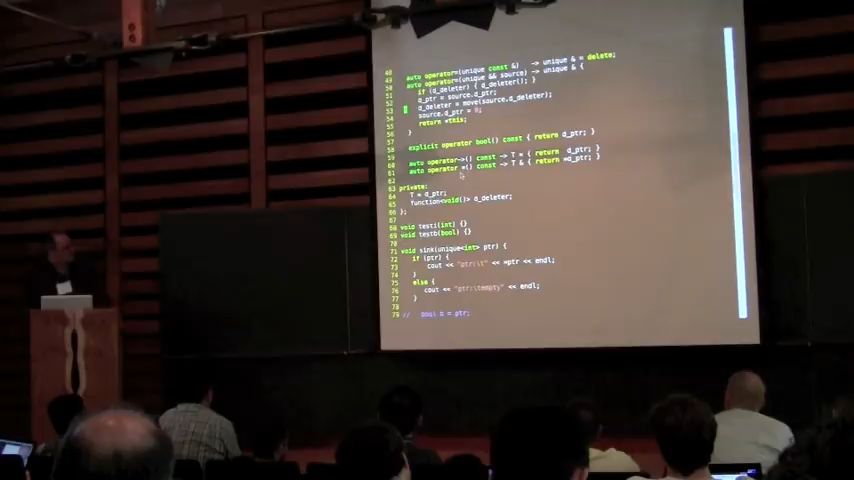 48 auto operator=(unique const &) -> unique & = delete;
49 auto operator=(unique && source) -> unique & {
50 if (d_deleter) { d_deleter(); }
51 d_ptr = source.d_ptr;
52 d_deleter = move(source.d_deleter);
53 source.d_ptr = 0;
54 return *this;
55 }
56
57 explicit operator bool() const { return d_ptr; }
58
59 auto operator->() const -> T * { return d_ptr; }
60 auto operator *() const -> T & { return *d_ptr; }
61
62
63 private:
64 T * d_ptr;
65 function<void()> d_deleter;
66 };
67
68 void testi(int) {}
69 void testb(bool) {}
70
71 void sink(unique<int> ptr) {
72 if (ptr) {
73 cout << "ptr:\t" << *ptr << endl;
74 }
75 else {
76 cout << "ptr:\tempty" << endl;
77 }
78
79 // bool b = ptr;